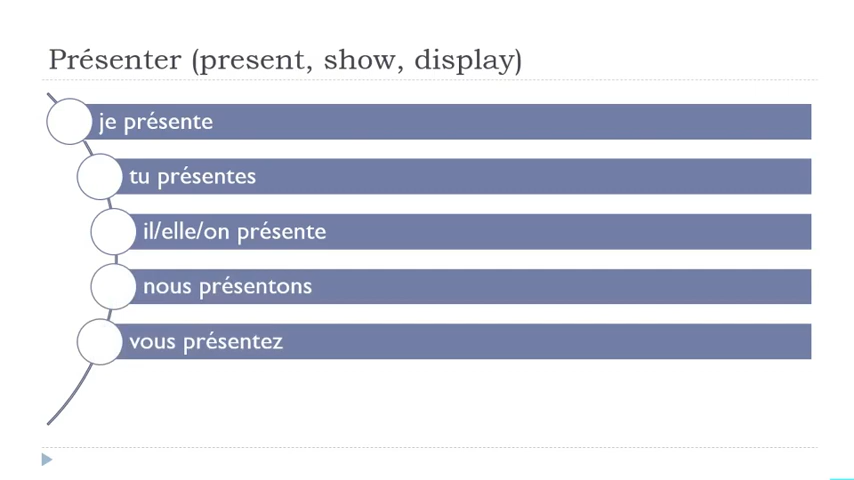 Présenter (present, show, display)
je présente
tu présentes
il/elle/on présente
nous présentons
vous présentez